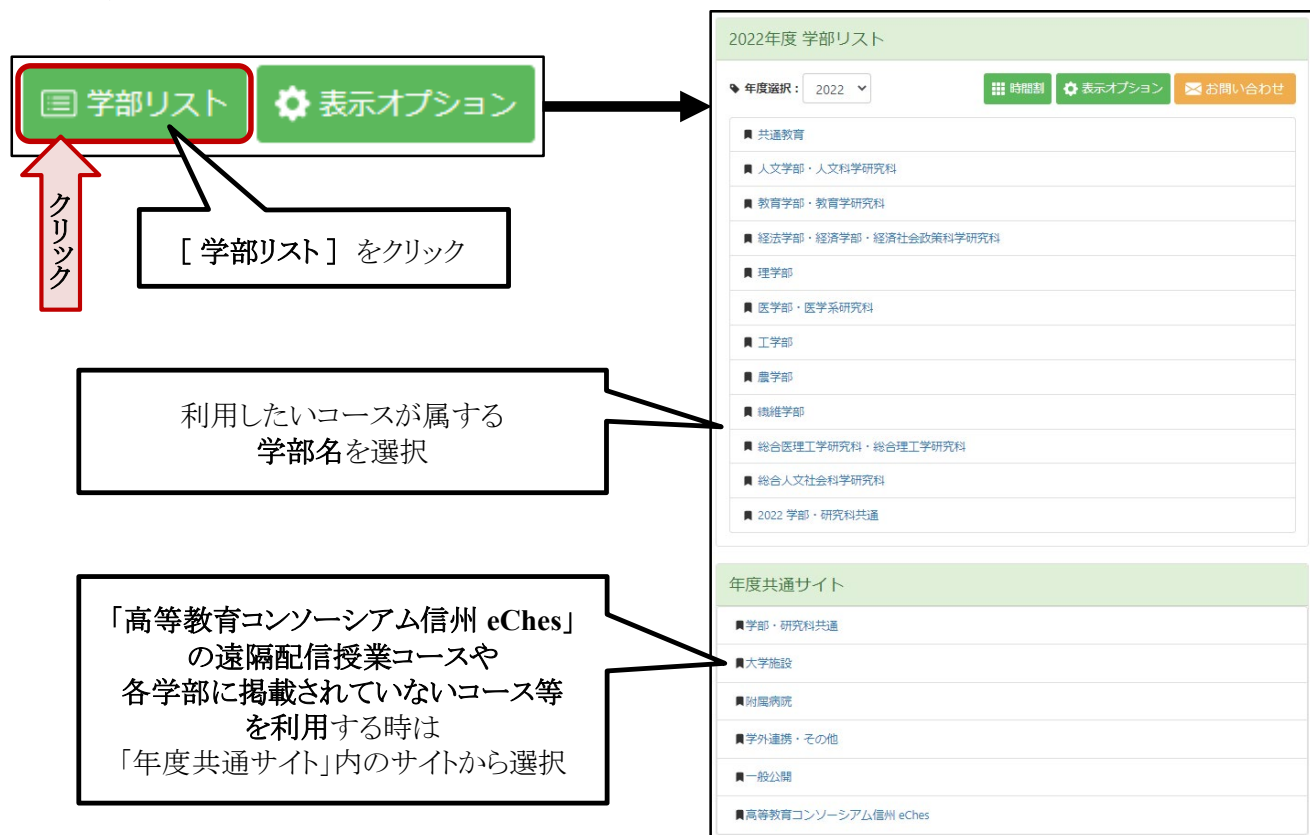 学部リスト
表示オプション
クリック
[ 学部リスト ] をクリック
利用したいコースが属する
学部名を選択
「高等教育コンソーシアム信州 eChes」
の遠隔配信授業コースや
各学部に掲載されていないコース等
を利用する時は
「年度共通サイト」内のサイトから選択
2022年度 学部リスト
年度選択： 2022
時間割
表示オプション
お問い合わせ
共通教育
人文学部・人文科学研究科
教育学部・教育学研究科
経法学部・経済学部・経済社会政策科学研究科
理学部
医学部・医学系研究科
工学部
農学部
繊維学部
総合医理工学研究科・総合理工学研究科
総合人文社会科学研究科
2022 学部・研究科共通
年度共通サイト
学部・研究科共通
大学施設
附属病院
学外連携・その他
一般公開
高等教育コンソーシアム信州 eChes